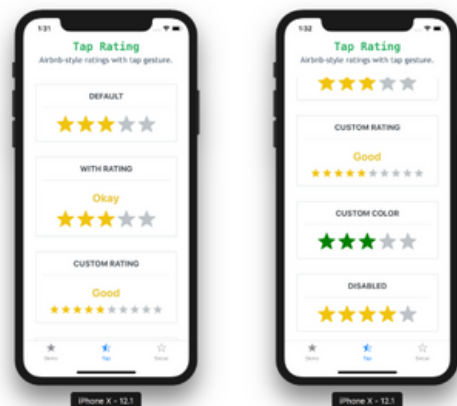 1:31
Tap Rating
Airbnb-style ratings with tap gesture.
DEFAULT
WITH RATING
Okay
CUSTOM RATING
Good
Tap
iPhone X - 12.1
1:32
Tap Rating
Airbnb-style ratings with tap gesture.
CUSTOM RATING
Good
CUSTOM COLOR
DISABLED
Tap
iPhone X - 12.1